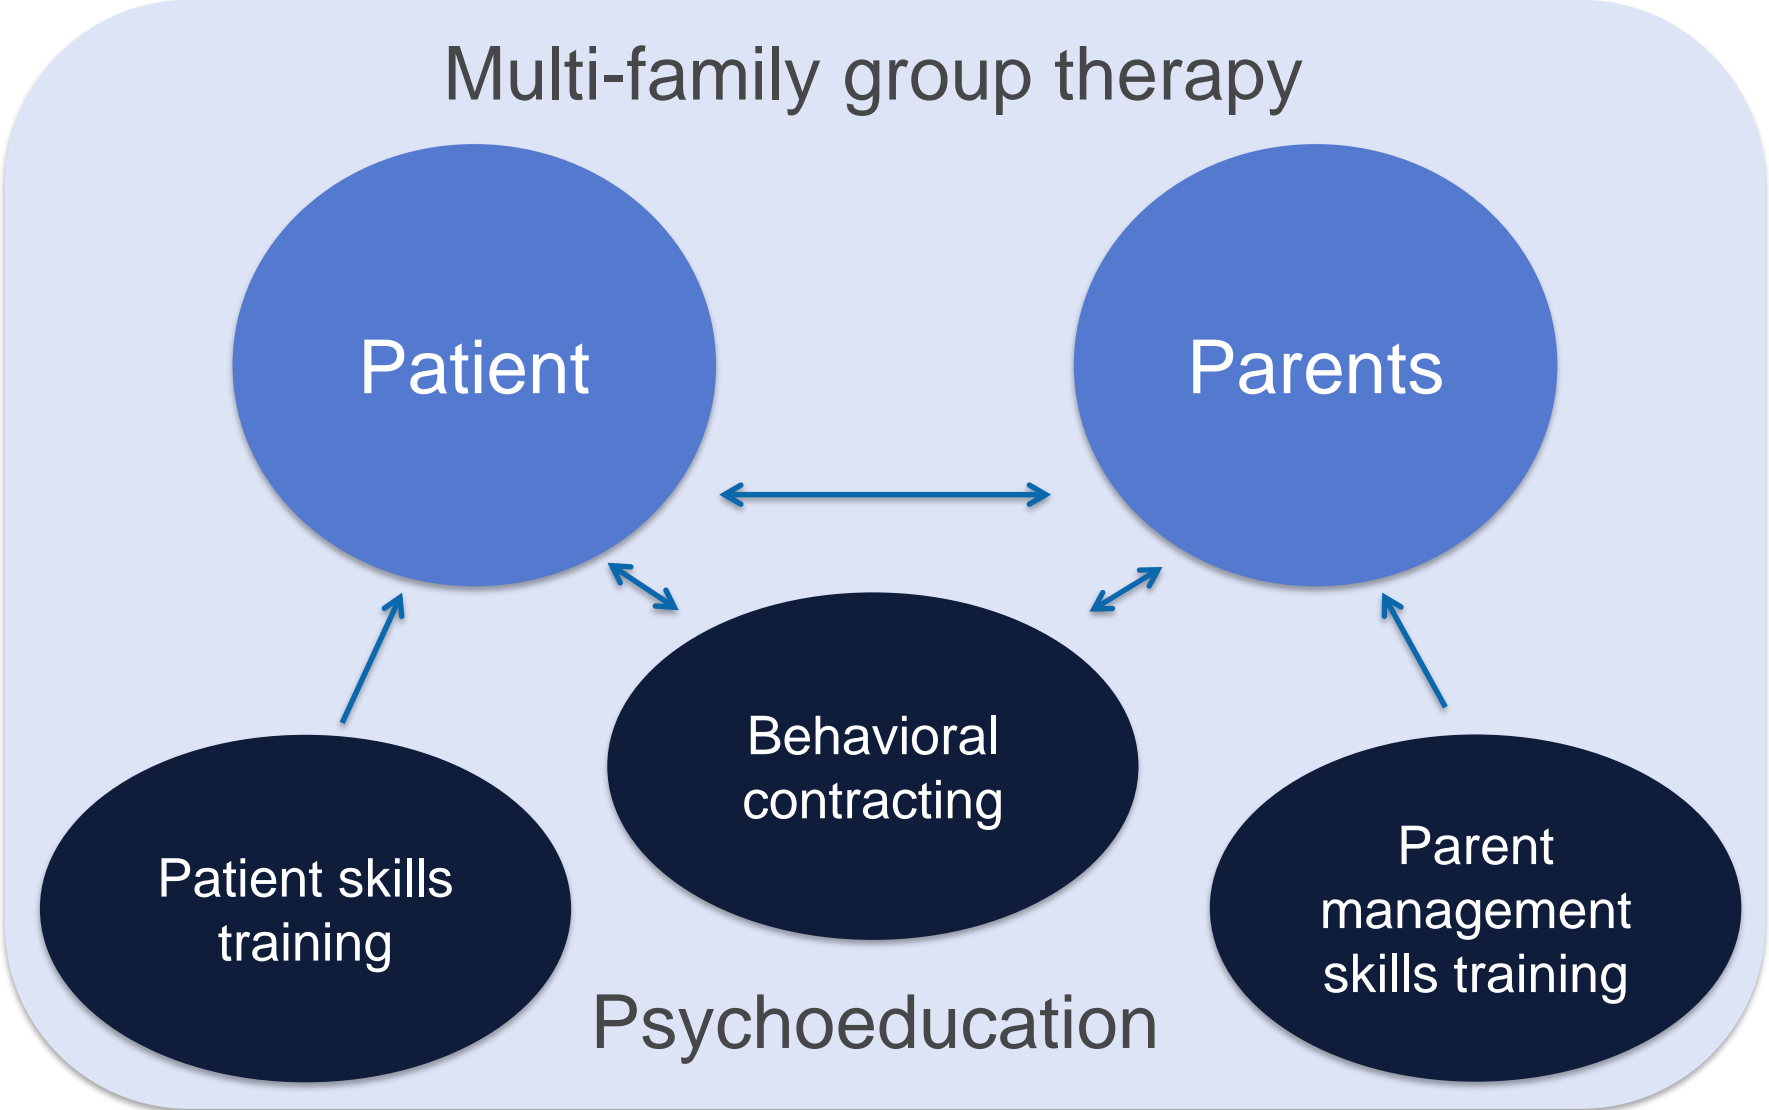 Multi-family group therapy
Patient
Parents
Behavioral
contracting
Patient skills
training
Parent
management
skills training
Psychoeducation